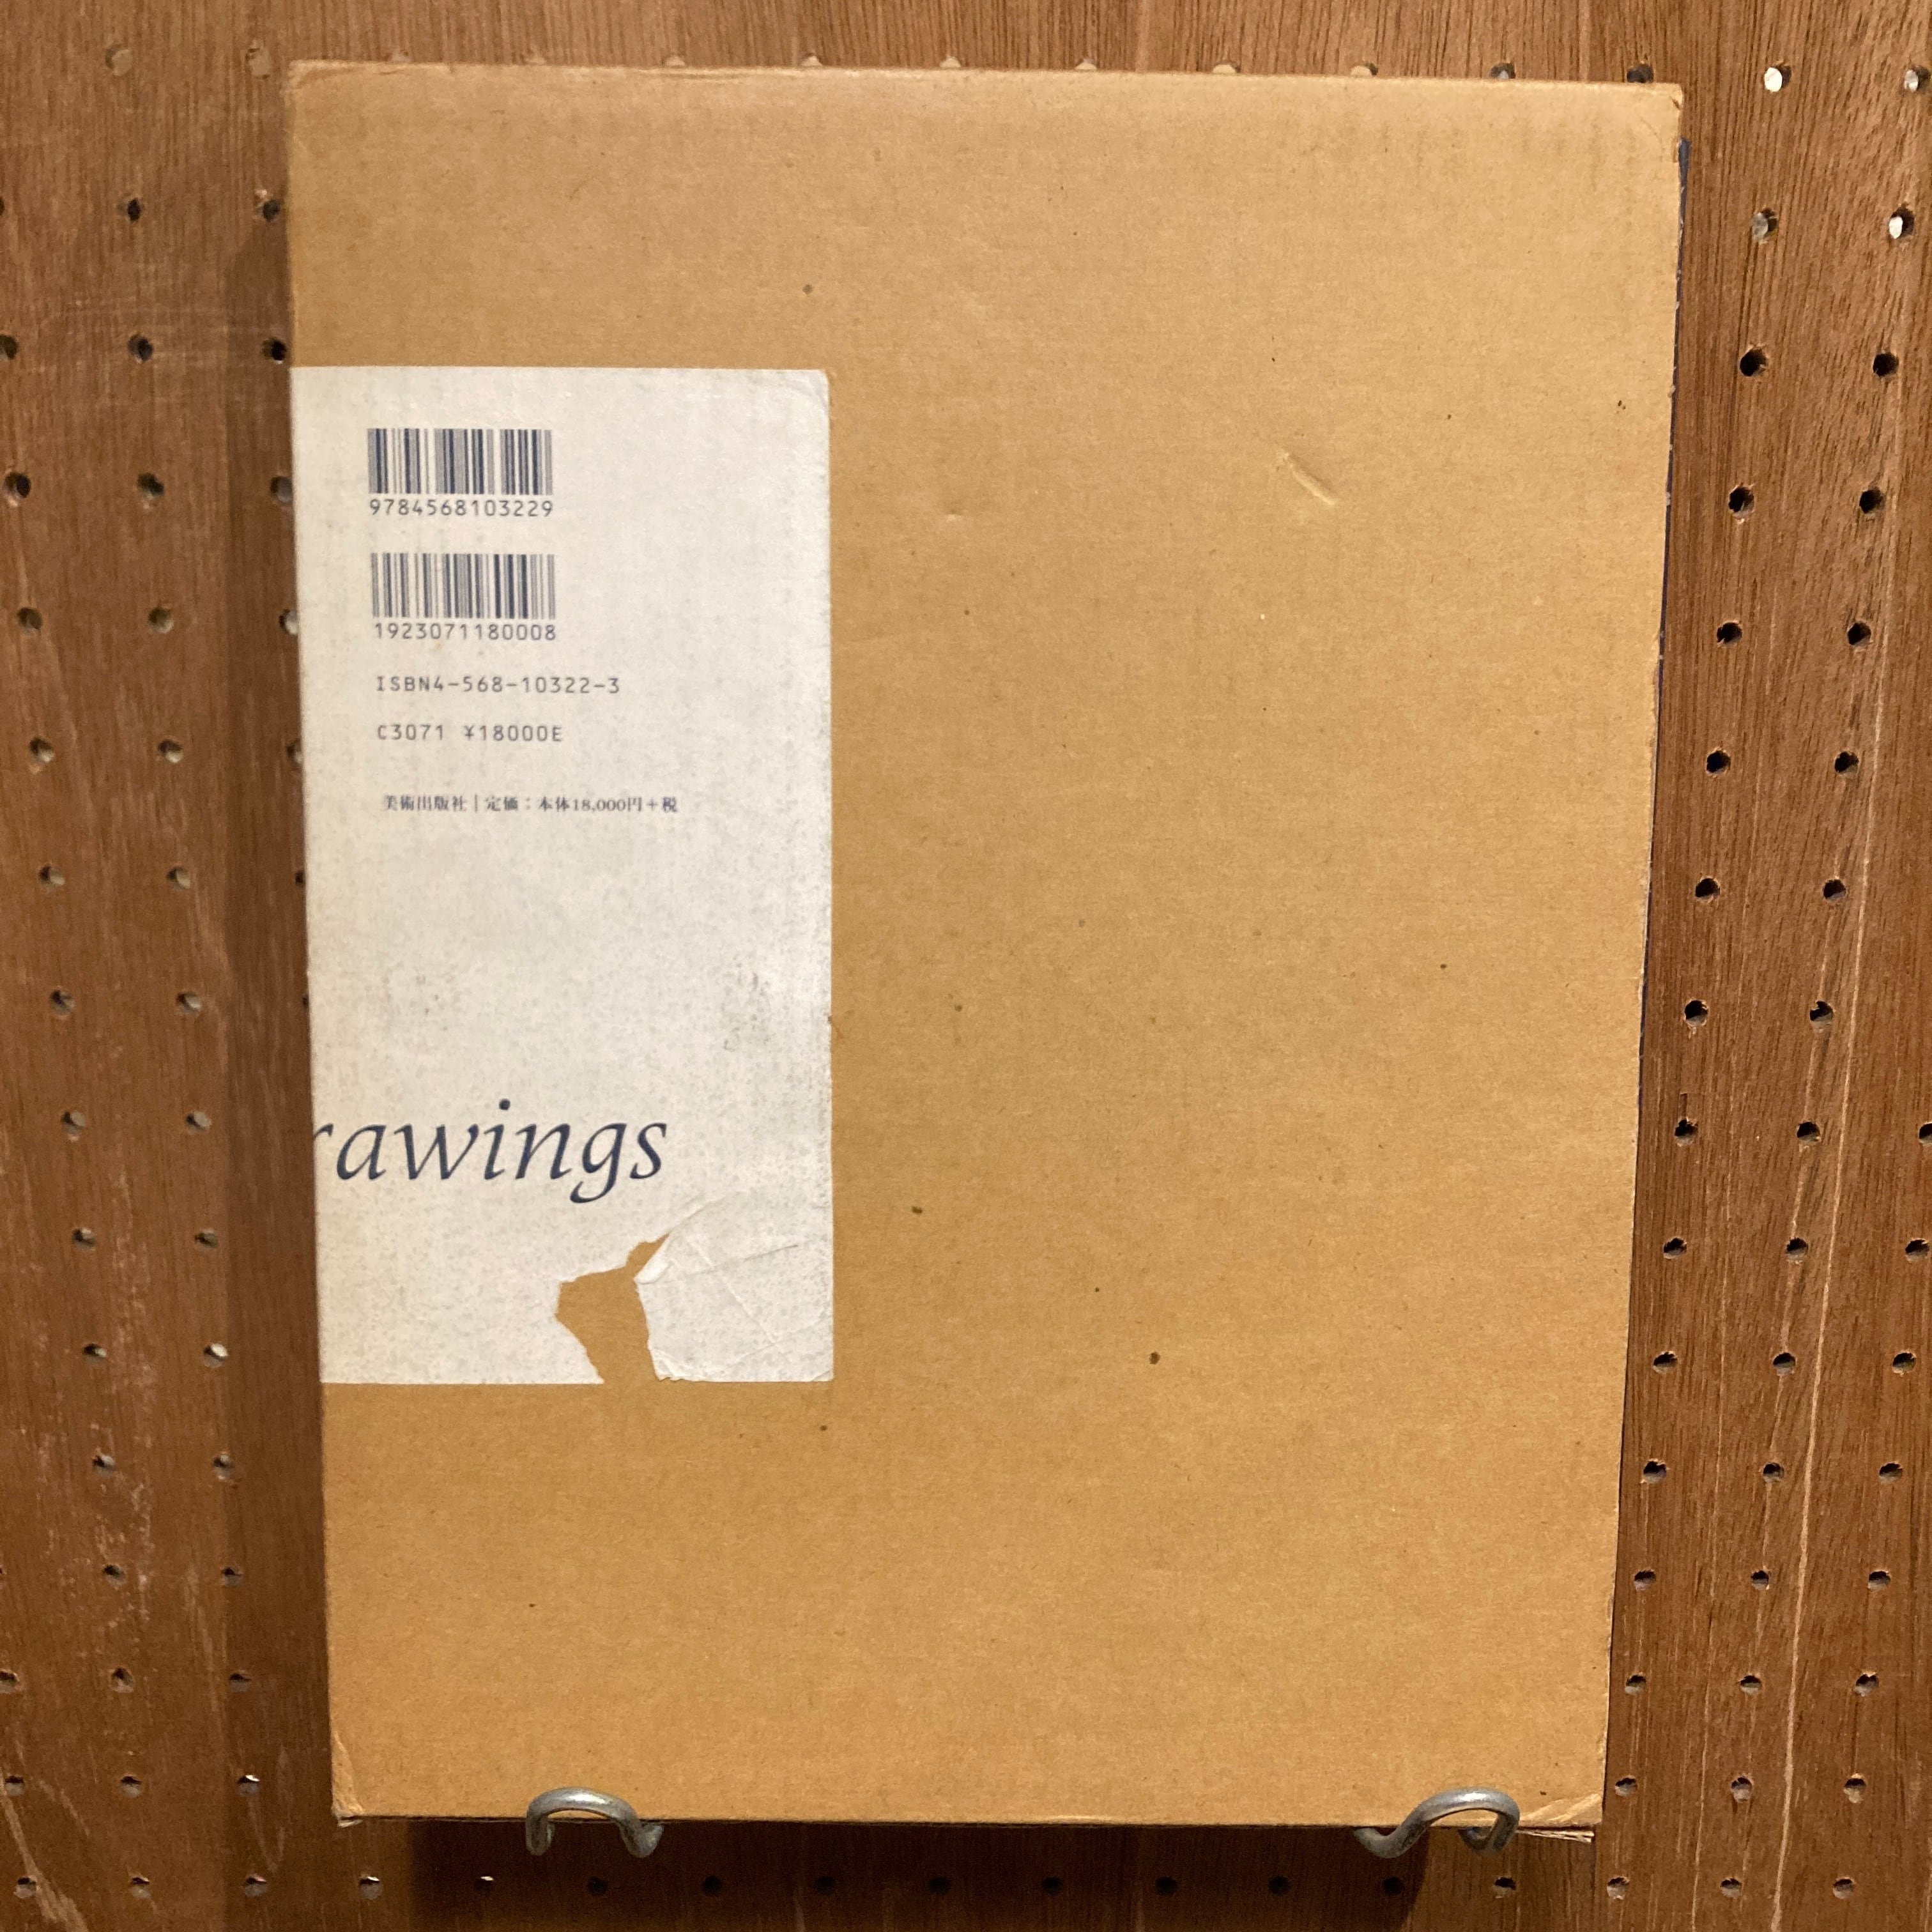 9784568103229
1923071180008
ISBN4-568-10322-3
C3071 ¥18000E
美術出版社｜定価：本体18,000円＋税
rawings